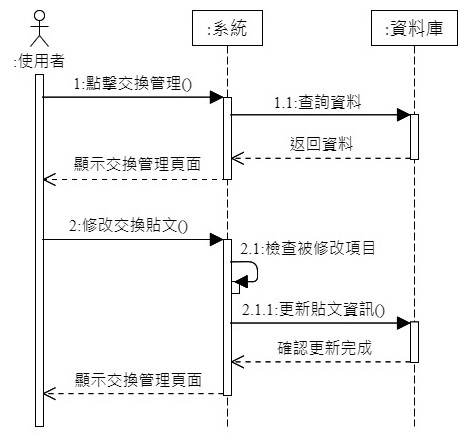 :使用者
:系統
:資料庫
1:點擊交換管理()
1.1:查詢資料
返回資料
顯示交換管理頁面
2:修改交換貼文()
2.1:檢查被修改項目
2.1.1:更新貼文資訊()
確認更新完成
顯示交換管理頁面